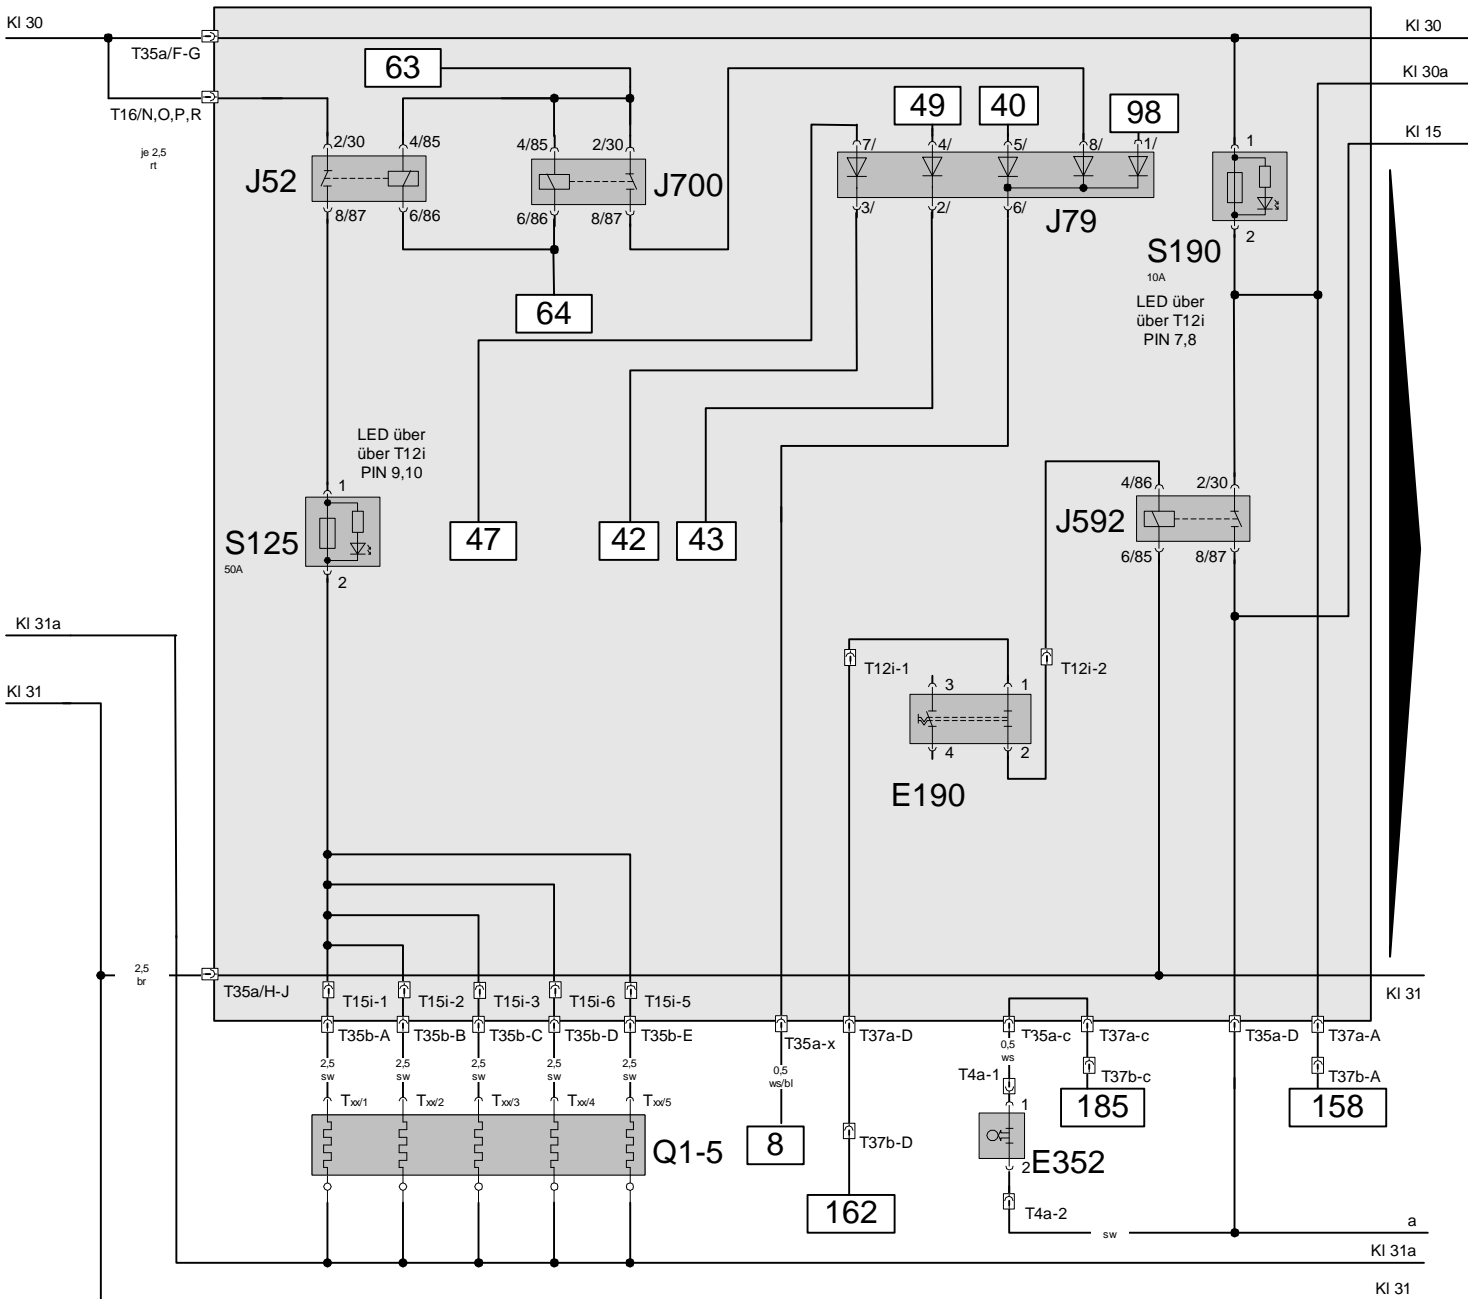 Kl 30
Kl 30
T35a/F-G
63
Kl 30a
T16/N,O,P,R
49
40
98
Kl 15
je 2,5
rt
2/30
4/85
4/85
2/30
7/
4/
5/
8/
1/
1
J52
J700
8/87
6/86
6/86
8/87
3/
2/
6/
J79
2
S190
10A
64
LED über
über T12i
PIN 7,8
LED über
über T12i
PIN 9,10
1
4/86
2/30
S125
50A
47
42
43
J592
2
6/85
8/87
Kl 31a
T12i-1
T12i-2
Kl 31
3
1
4
2
E190
2,5
br
T35a/H-J
Kl 31
T15i-1
T15i-2
T15i-3
T15i-6
T15i-5
T35b-A
T35b-B
T35b-C
T35b-D
T35b-E
T35a-x
T37a-D
T35a-c
T37a-c
T35a-D
T37a-A
2,5
sw
2,5
sw
2,5
sw
2,5
sw
2,5
sw
0,5
ws/bl
0,5
ws
T4a-1
T37b-c
T37b-A
Txx/1
Txx/2
Txx/3
Txx/4
Txx/5
1
185
158
Q1-5
8
T37b-D
2
E352
162
T4a-2
sw
a
Kl 31a
Kl 31